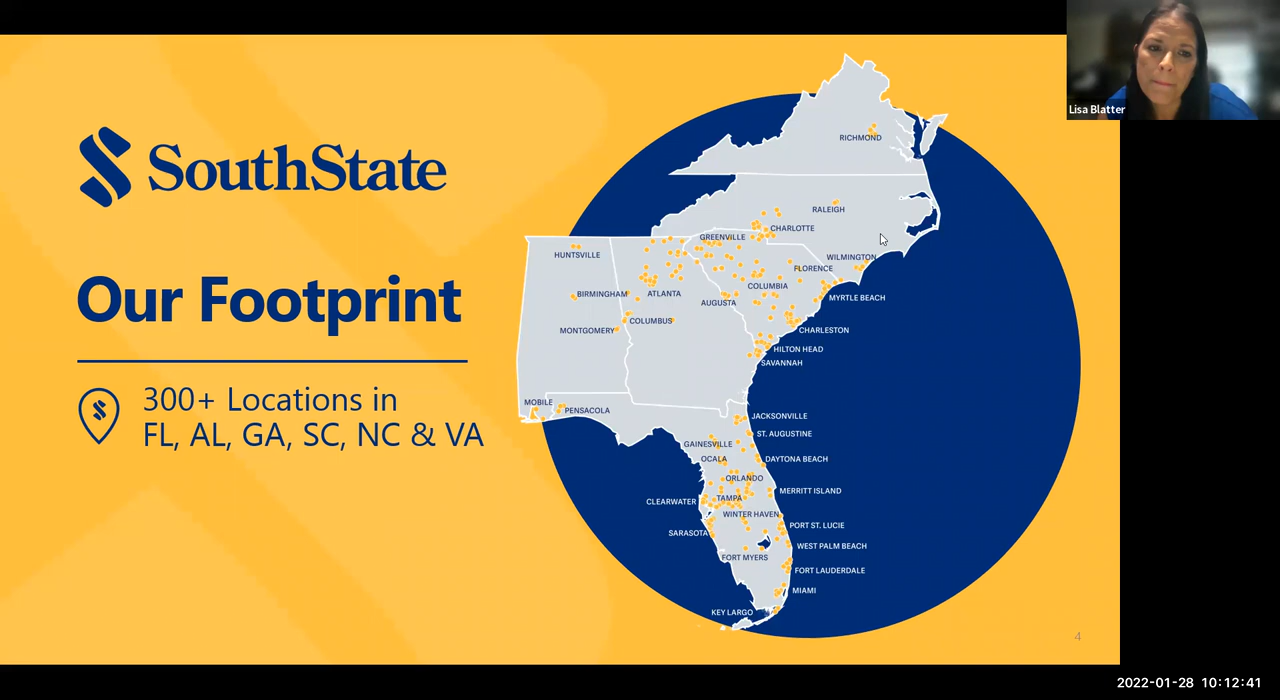 Lisa Blatter
SouthState
Our Footprint
300+ Locations in
FL, AL, GA, SC, NC & VA
RICHMOND
RALEIGH
CHARLOTTE
GREENVILLE
HUNTSVILLE
WILMINGTON
FLORENCE
COLUMBIA
BIRMINGHAM
ATLANTA
AUGUSTA
MYRTLE BEACH
COLUMBUS
MONTGOMERY
CHARLESTON
HILTON HEAD
SAVANNAH
MOBILE
PENSACOLA
JACKSONVILLE
ST. AUGUSTINE
GAINESVILLE
OCALA
DAYTONA BEACH
ORLANDO
MERRITT ISLAND
CLEARWATER
TAMPA
WINTER HAVEN
PORT ST. LUCIE
SARASOTA
WEST PALM BEACH
FORT MYERS
FORT LAUDERDALE
MIAMI
KEY LARGO
4
2022-01-28 10:12:41